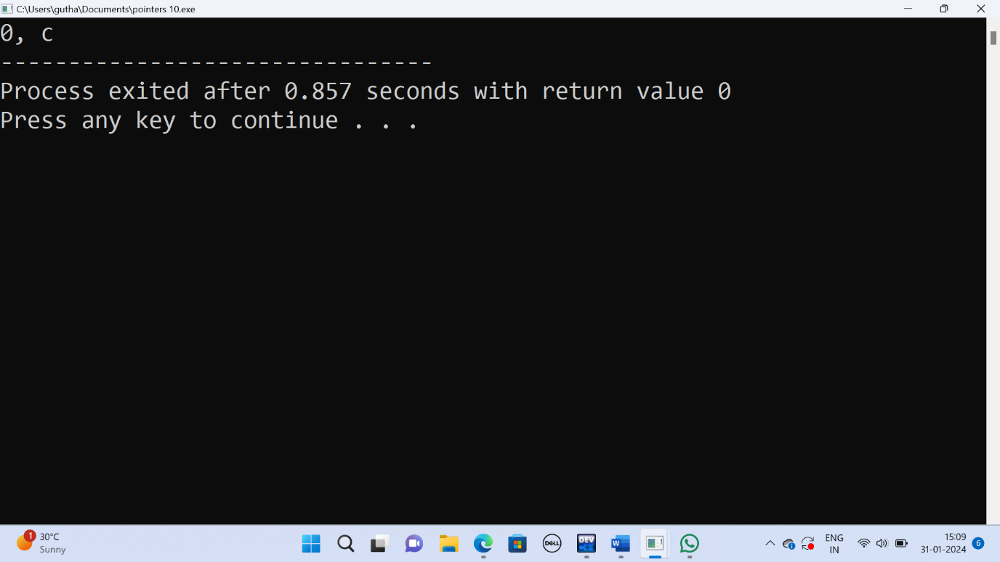 C:\Users\gutha\Documents\pointers 10.exe
0, c
--------------------------------
Process exited after 0.857 seconds with return value 0
Press any key to continue . . .
1
30°C
Sunny
DELL
DEV
C++
W
ENG
IN
15:09
31-01-2024
6